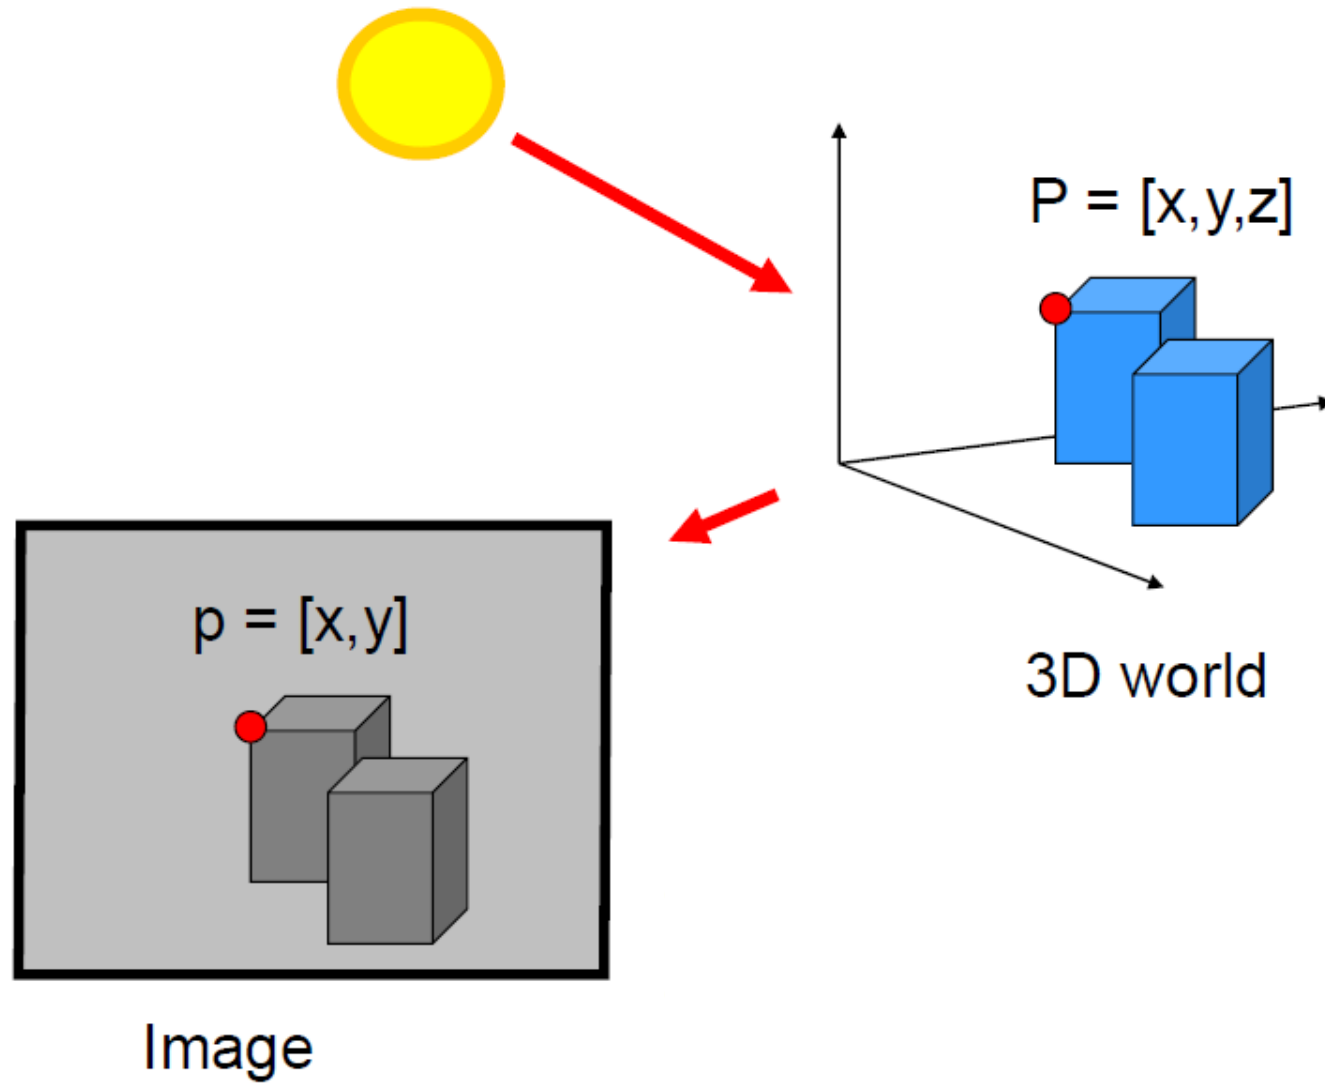 P = [x,y,z]
p = [x,y]
3D world
Image